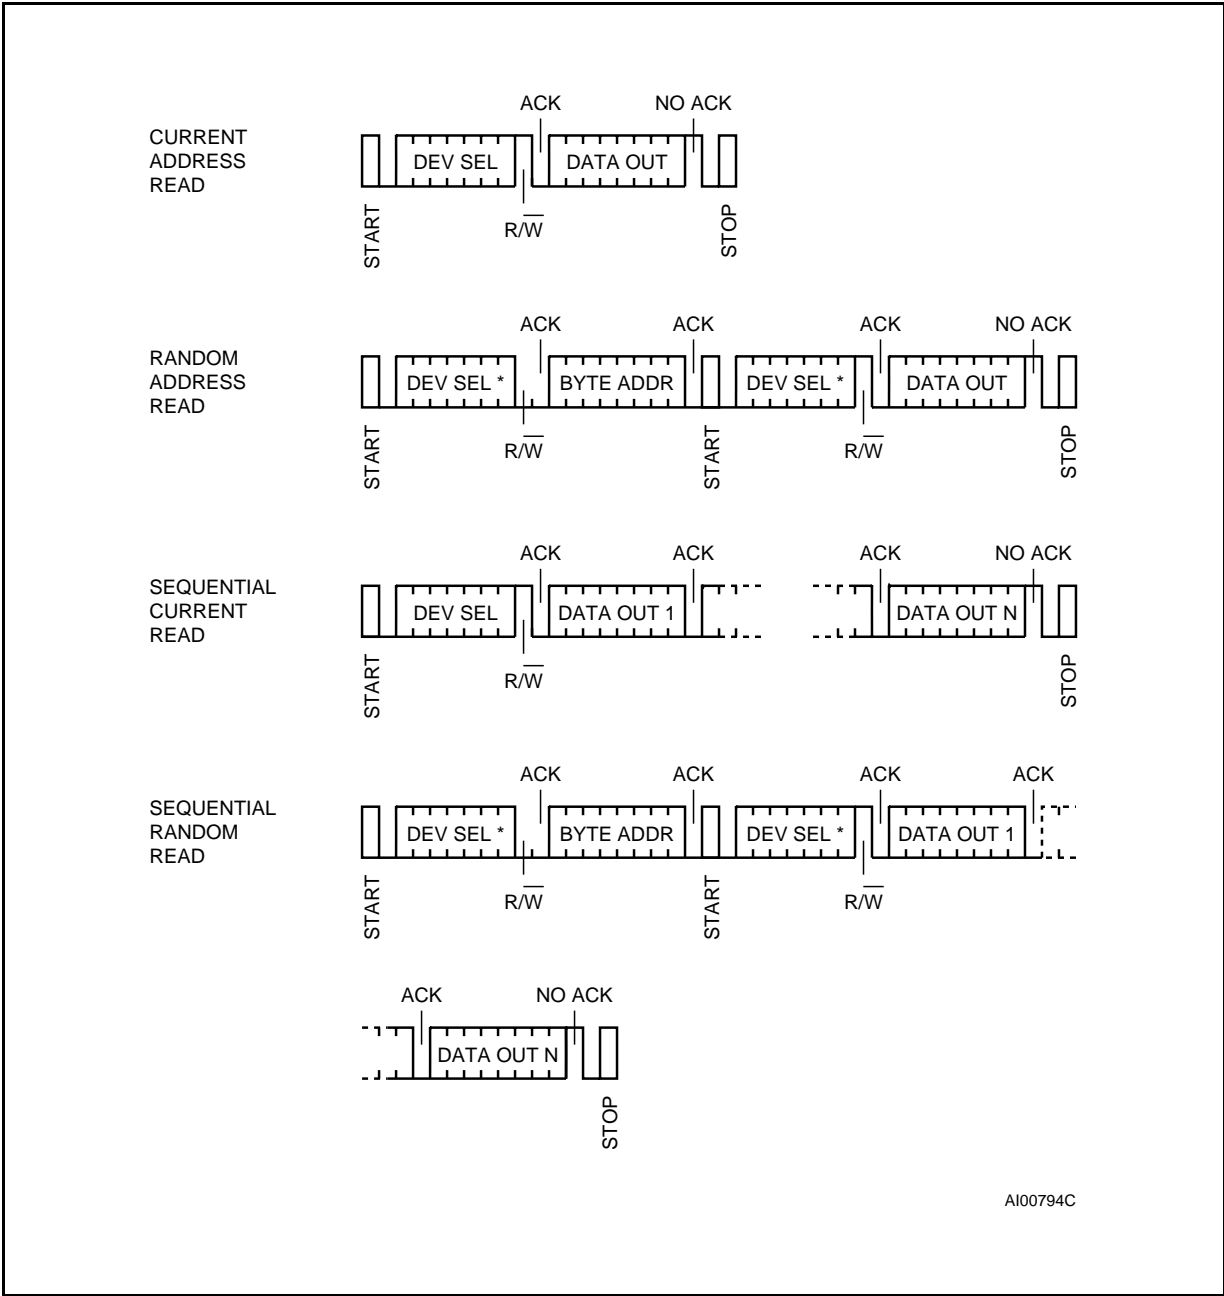 ACK NO ACK
CURRENT
ADDRESS
READ
DEV SEL DATA OUT
START R/W̅ STOP
ACK ACK ACK NO ACK
RANDOM
ADDRESS
READ
DEV SEL * BYTE ADDR DEV SEL * DATA OUT
START R/W̅ START R/W̅ STOP
ACK ACK ACK NO ACK
SEQUENTIAL
CURRENT
READ
DEV SEL DATA OUT 1 DATA OUT N
START R/W̅ STOP
ACK ACK ACK ACK
SEQUENTIAL
RANDOM
READ
DEV SEL * BYTE ADDR DEV SEL * DATA OUT 1
START R/W̅ START R/W̅
ACK NO ACK
DATA OUT N
STOP
AI00794C